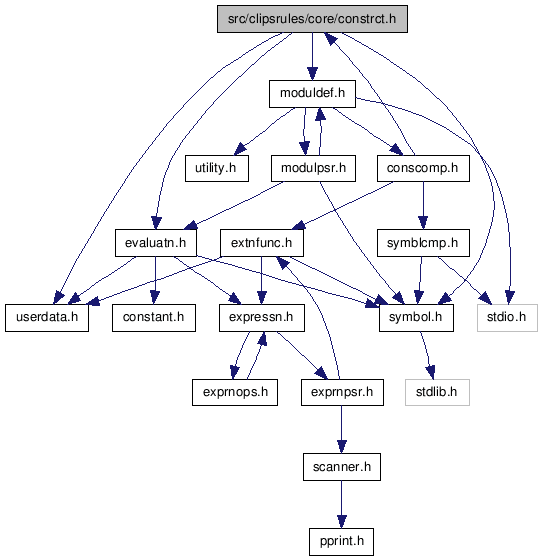 src/clipsrules/core/constrct.h
moduldef.h
utility.h
modulpsr.h
conscomp.h
evaluatn.h
extnfunc.h
symblcmp.h
userdata.h
constant.h
expressn.h
symbol.h
stdio.h
exprnops.h
exprnpsr.h
stdlib.h
scanner.h
pprint.h